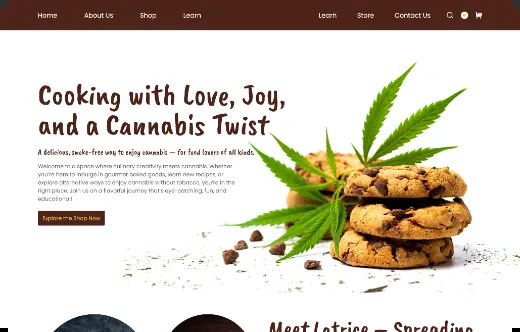 Home About Us Shop Learn Learn Store Contact Us
Cooking with Love, Joy,
and a Cannabis Twist
A delicious, smoke-free way to enjoy cannabis — for food lovers of all kinds.
Welcome to a space where culinary creativity meets cannabis. Whether
you're here to indulge in gourmet baked goods, learn new recipes, or
explore alternative ways to enjoy cannabis without tobacco, you're in the
right place. Join us on a flavorful journey that's eye-catching, fun, and
educational!
Explore the Shop Now
Meet Latrice — Spreading